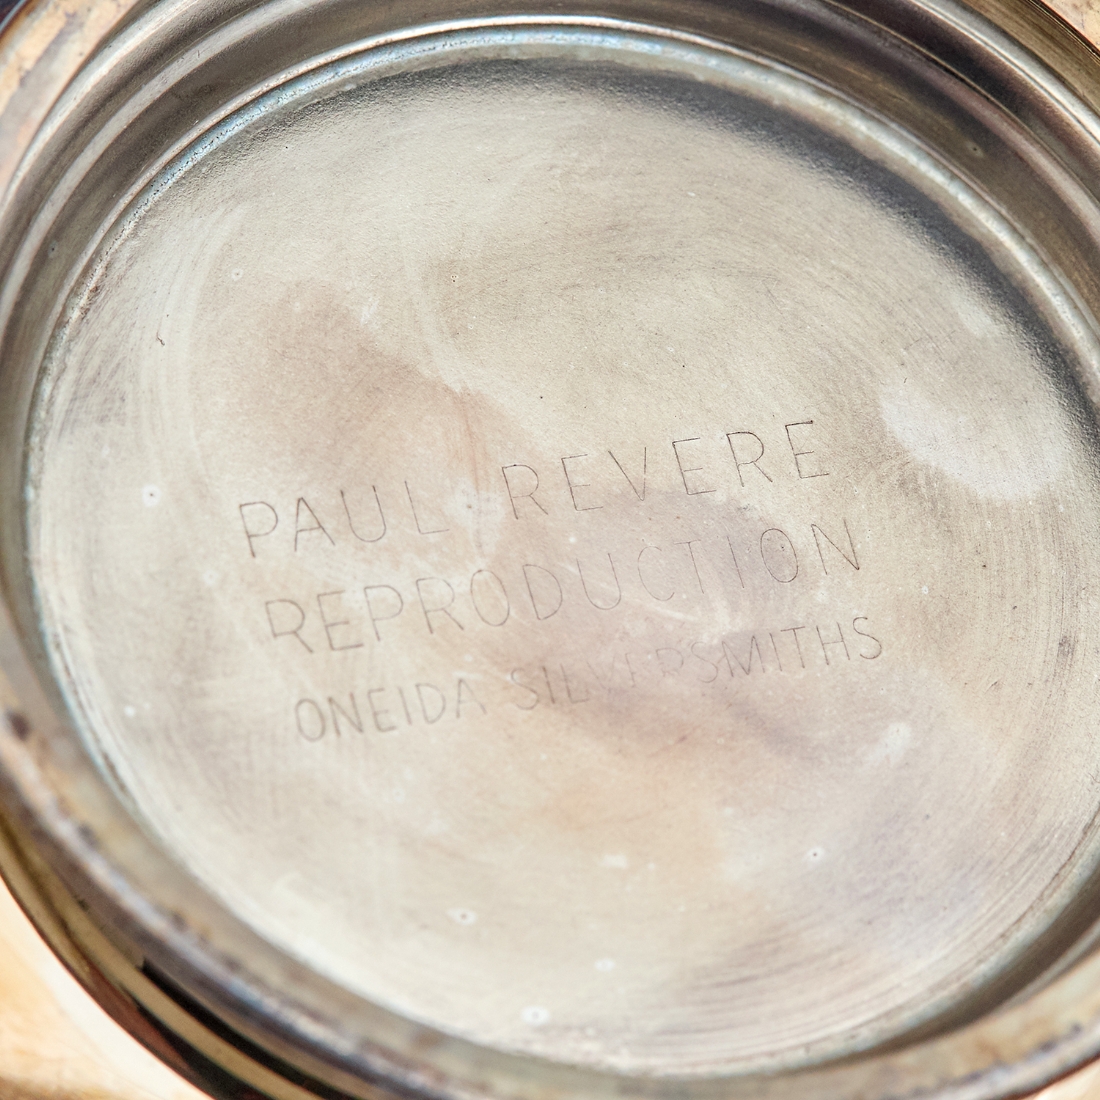 PAUL REVERE
REPRODUCTION
ONEIDA SILVERSMITHS